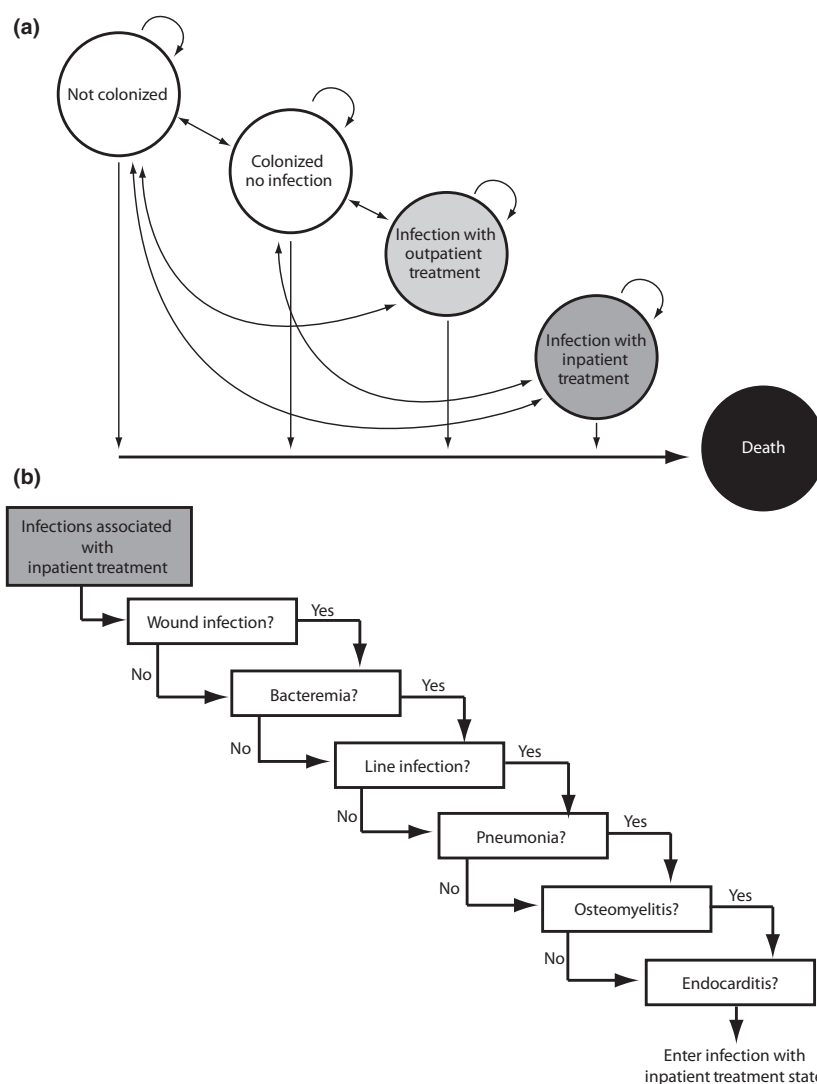 (a)
Not colonized
Colonized
no infection
Infection with
outpatient
treatment
Infection with
inpatient
treatment
Death
(b)
Infections associated
with
inpatient treatment
Wound infection?
Yes
No
Bacteremia?
Yes
No
Line infection?
Yes
No
Pneumonia?
Yes
No
Osteomyelitis?
Yes
No
Endocarditis?
Enter infection with
inpatient treatment state